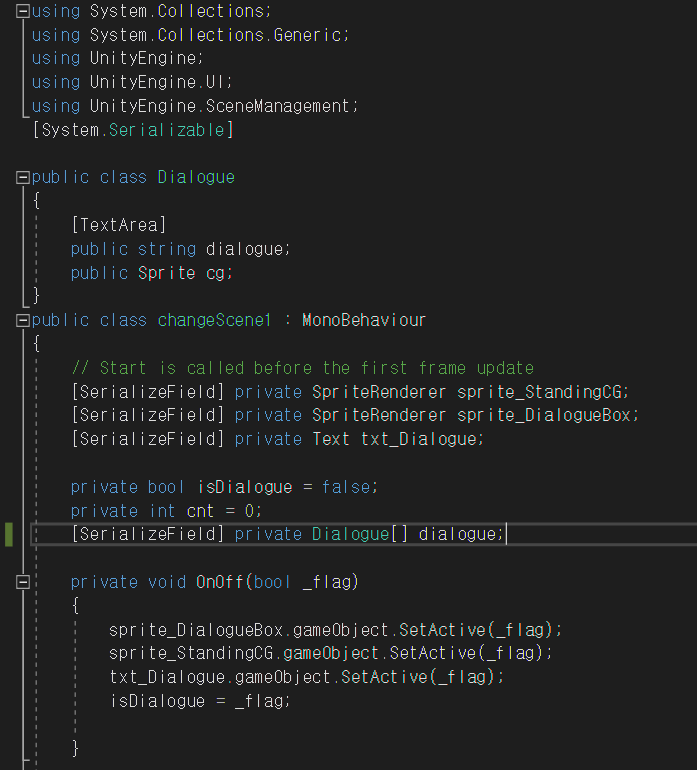 using System.Collections;
using System.Collections.Generic;
using UnityEngine;
using UnityEngine.UI;
using UnityEngine.SceneManagement;
[System.Serializable]
public class Dialogue
{
[TextArea]
public string dialogue;
public Sprite cg;
}
public class changeScene1 : MonoBehaviour
{
// Start is called before the first frame update
[SerializeField] private SpriteRenderer sprite_StandingCG;
[SerializeField] private SpriteRenderer sprite_DialogueBox;
[SerializeField] private Text txt_Dialogue;
private bool isDialogue = false;
private int cnt = 0;
[SerializeField] private Dialogue[] dialogue;
private void OnOff(bool _flag)
{
sprite_DialogueBox.gameObject.SetActive(_flag);
sprite_StandingCG.gameObject.SetActive(_flag);
txt_Dialogue.gameObject.SetActive(_flag);
isDialogue = _flag;
}